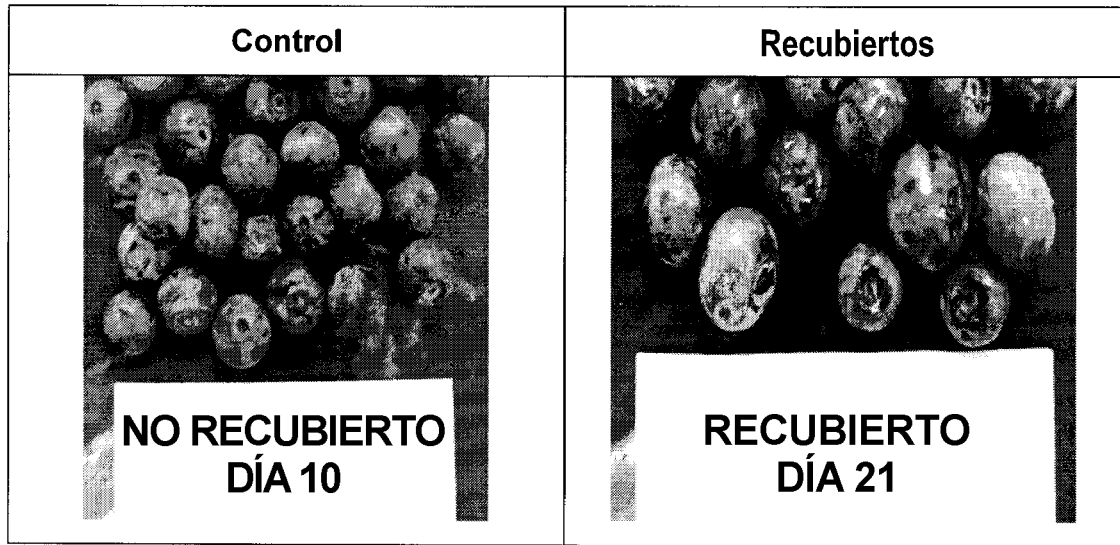 Control
Recubiertos
NO RECUBIERTO
DÍA 10
RECUBIERTO
DÍA 21